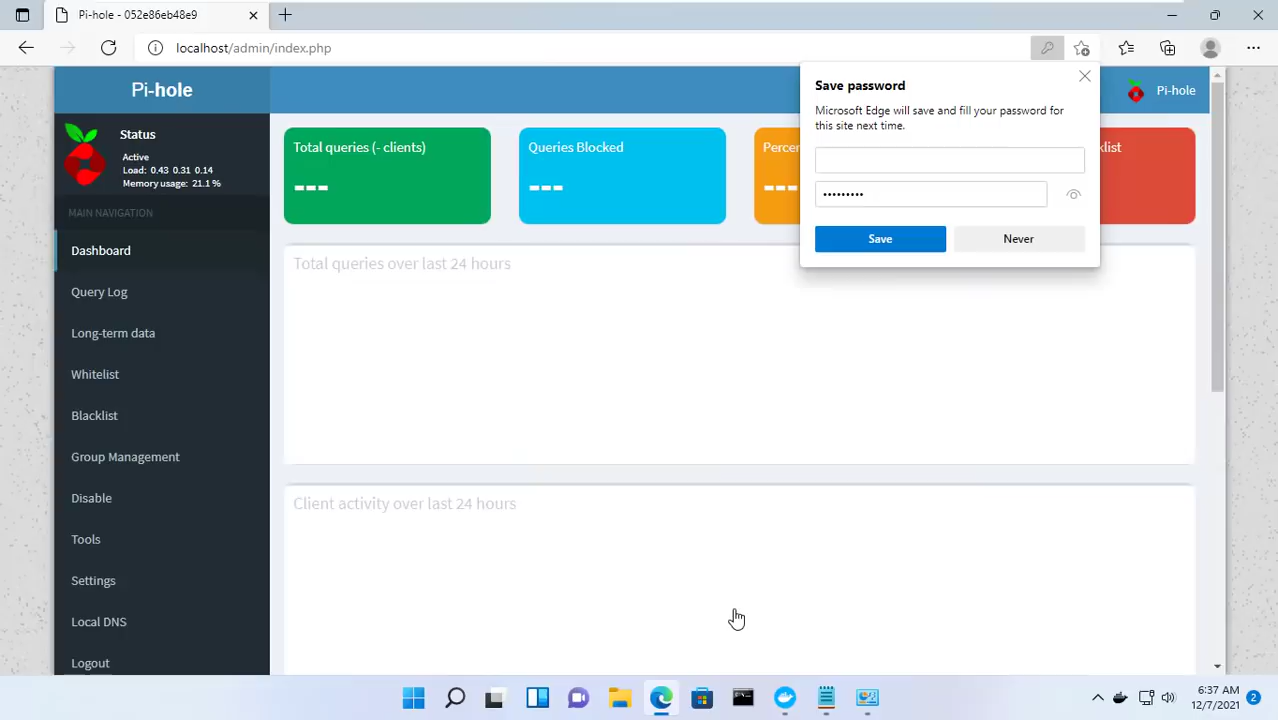 Pi-hole - 052e86eb48e9
localhost/admin/index.php
Pi-hole
Pi-hole
Status
Active
Load: 0.43 0.31 0.14
Memory usage: 21.1 %
MAIN NAVIGATION
Dashboard
Query Log
Long-term data
Whitelist
Blacklist
Group Management
Disable
Tools
Settings
Local DNS
Logout
Total queries (- clients)
---
Queries Blocked
---
Percen
---
klist
Total queries over last 24 hours
Client activity over last 24 hours
Save password
Microsoft Edge will save and fill your password for
this site next time.
•••••••••
Save
Never
6:37 AM
12/7/2021
2